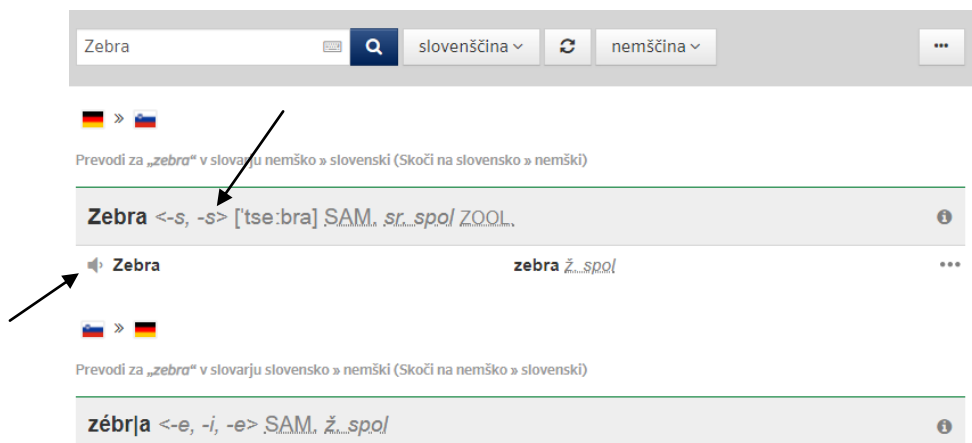 Zebra slovenščina nemščina ...
»
Prevodi za „zebra“ v slovarju nemško » slovenski (Skoči na slovensko » nemški)
Zebra <-s, -s> ['tse:bra] SAM. sr. spol ZOOL.
Zebra zebra ž. spol ...
»
Prevodi za „zebra“ v slovarju slovensko » nemški (Skoči na nemško » slovenski)
zébr|a <-e, -i, -e> SAM. ž. spol